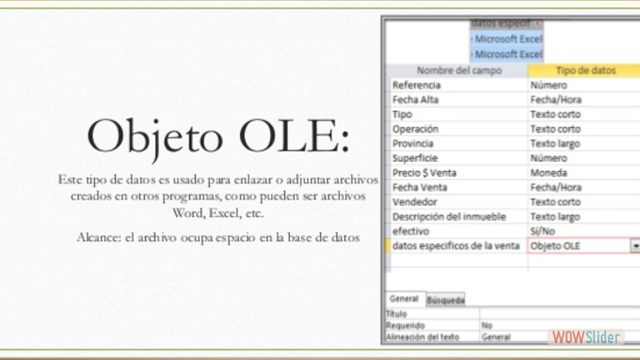 Objeto OLE:
Este tipo de datos es usado para enlazar o adjuntar archivos
creados en otros programas, como pueden ser archivos
Word, Excel, etc.
Alcance: el archivo ocupa espacio en la base de datos
datos especif
Microsoft Excel
Microsoft Excel
Nombre del campo Tipo de datos
Referencia Número
Fecha Alta Fecha/Hora
Tipo Texto corto
Operación Texto corto
Provincia Texto largo
Superficie Número
Precio $ Venta Moneda
Fecha Venta Fecha/Hora
Vendedor Texto corto
Descripción del inmueble Texto largo
efectivo Sí/No
datos especificos de la venta Objeto OLE
General Búsqueda
Título
Requerido No
Alineación del texto General
WOWSlider